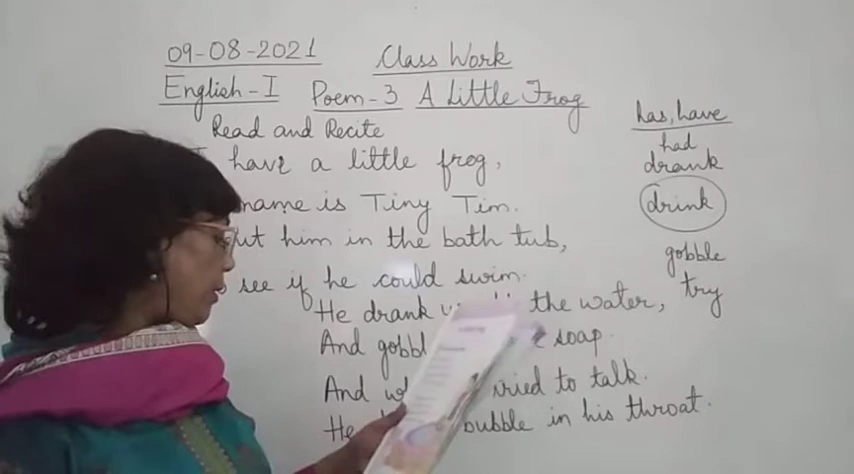 09-08-2021 Class Work
English-I Poem-3 A Little Frog
Read and Recite
have a little frog,
name is Tiny Tim.
him in the bath tub,
see if he could swim.
He drank the water,
And soap.
And to talk.
He bubble in his throat.
has, have
had
drank
drink
gobble
try